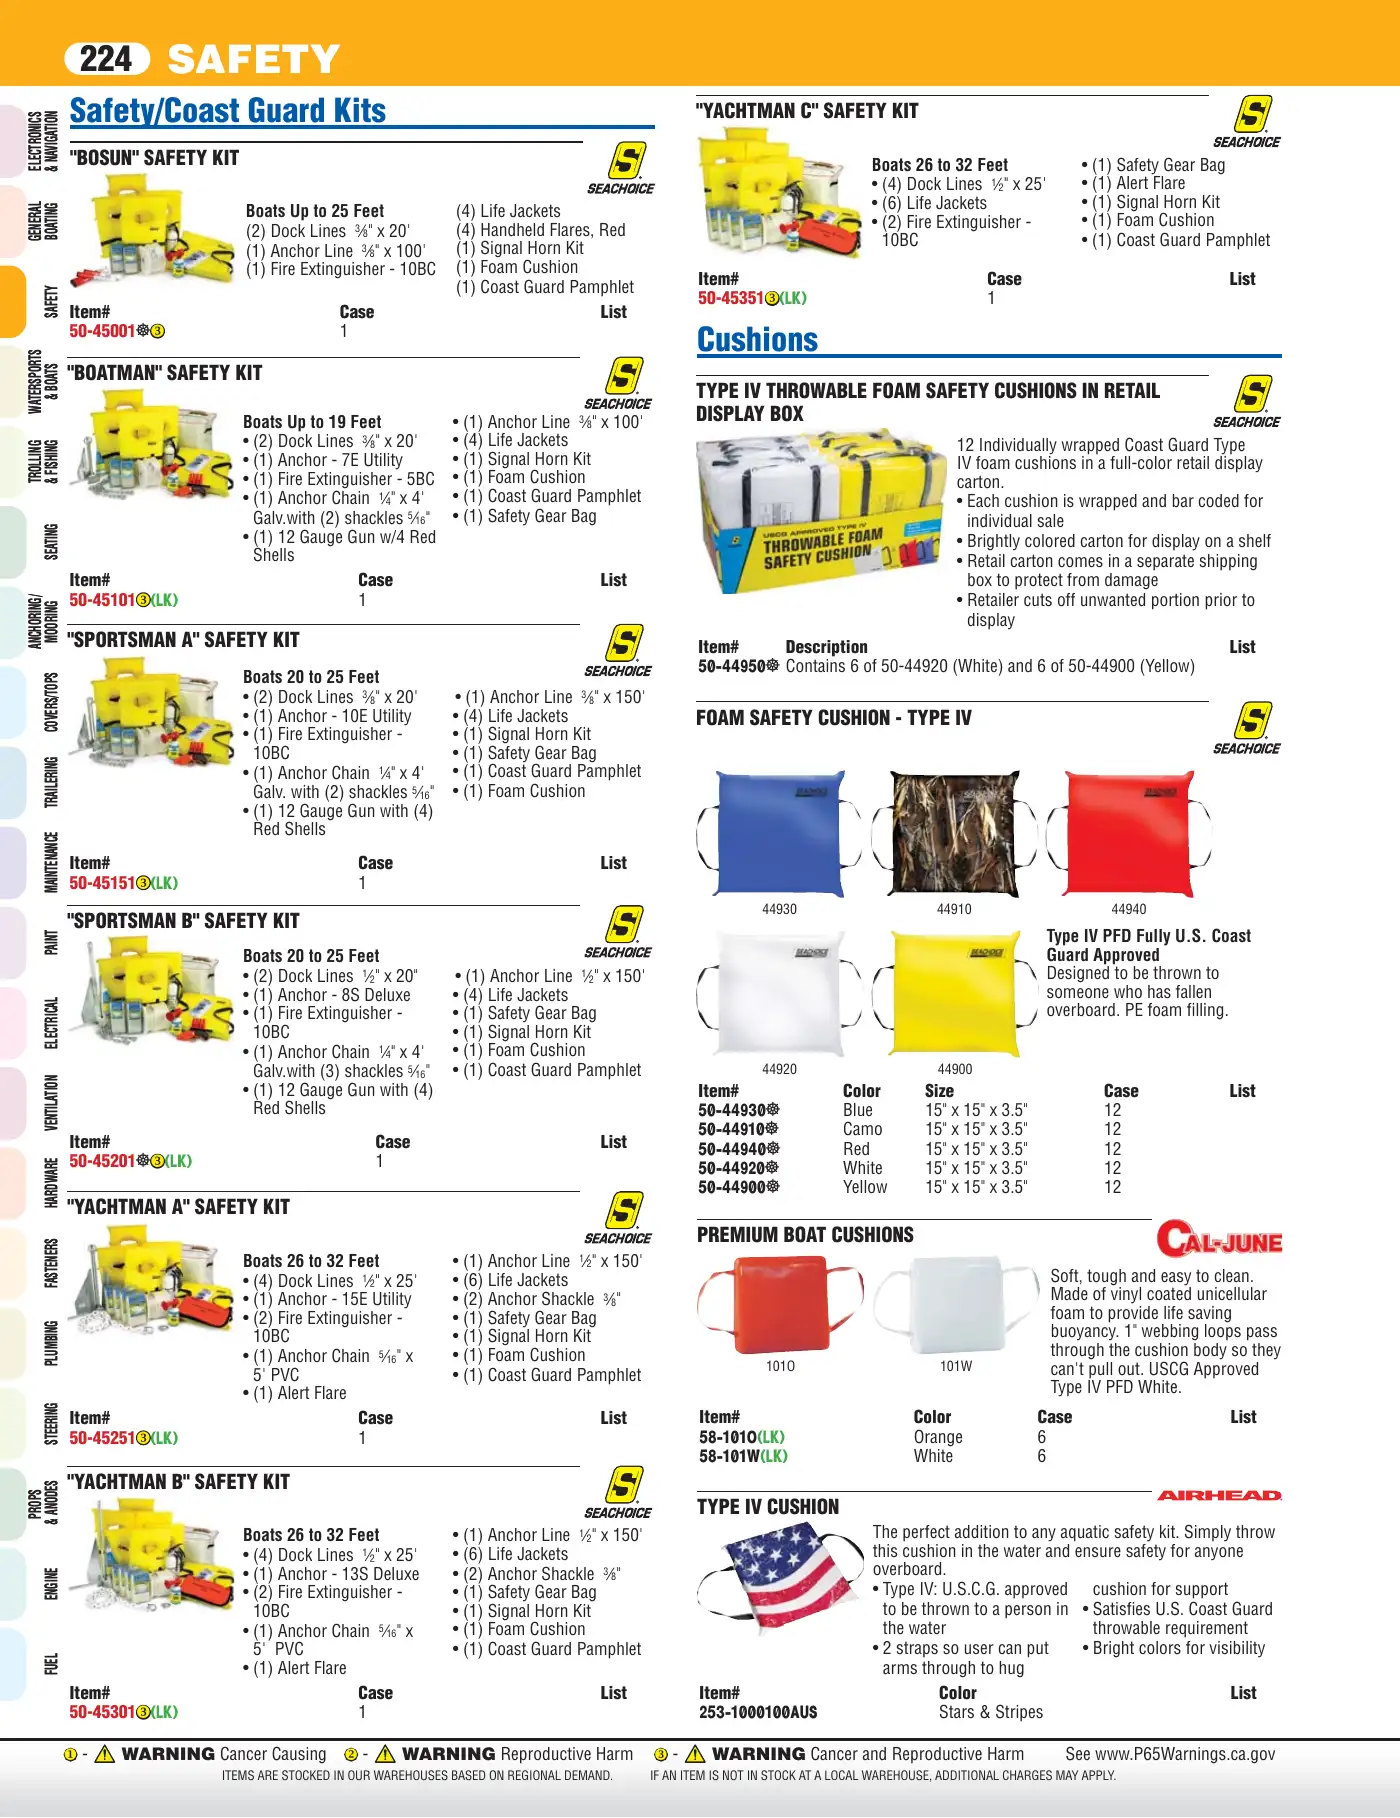 224 SAFETY
ELECTRONICS
& NAVIGATION
GENERAL
BOATING
SAFETY
WATERSPORTS
& BOATS
TROLLING
& FISHING
SEATING
ANCHORING/
MOORING
COVERS/TOPS
TRAILERING
MAINTENANCE
PAINT
ELECTRICAL
VENTILATION
HARDWARE
FASTENERS
PLUMBING
STEERING
PROPS
& ANODES
ENGINE
FUEL
Safety/Coast Guard Kits
"BOSUN" SAFETY KIT
SEACHOICE
Boats Up to 25 Feet
(2) Dock Lines 3⁄8" x 20'
(1) Anchor Line 3⁄8" x 100'
(1) Fire Extinguisher - 10BC
(4) Life Jackets
(4) Handheld Flares, Red
(1) Signal Horn Kit
(1) Foam Cushion
(1) Coast Guard Pamphlet
Item# Case List
50-45001 3 1
"BOATMAN" SAFETY KIT
SEACHOICE
Boats Up to 19 Feet
• (2) Dock Lines 3⁄8" x 20'
• (1) Anchor - 7E Utility
• (1) Fire Extinguisher - 5BC
• (1) Anchor Chain 1⁄4" x 4'
Galv.with (2) shackles 5⁄16"
• (1) 12 Gauge Gun w/4 Red
Shells
• (1) Anchor Line 3⁄8" x 100'
• (4) Life Jackets
• (1) Signal Horn Kit
• (1) Foam Cushion
• (1) Coast Guard Pamphlet
• (1) Safety Gear Bag
Item# Case List
50-45101 3 (LK) 1
"SPORTSMAN A" SAFETY KIT
SEACHOICE
Boats 20 to 25 Feet
• (2) Dock Lines 3⁄8" x 20'
• (1) Anchor - 10E Utility
• (1) Fire Extinguisher -
10BC
• (1) Anchor Chain 1⁄4" x 4'
Galv. with (2) shackles 5⁄16"
• (1) 12 Gauge Gun with (4)
Red Shells
• (1) Anchor Line 3⁄8" x 150'
• (4) Life Jackets
• (1) Signal Horn Kit
• (1) Safety Gear Bag
• (1) Coast Guard Pamphlet
• (1) Foam Cushion
Item# Case List
50-45151 3 (LK) 1
"SPORTSMAN B" SAFETY KIT
SEACHOICE
Boats 20 to 25 Feet
• (2) Dock Lines 1⁄2" x 20"
• (1) Anchor - 8S Deluxe
• (1) Fire Extinguisher -
10BC
• (1) Anchor Chain 1⁄4" x 4'
Galv.with (3) shackles 5⁄16"
• (1) 12 Gauge Gun with (4)
Red Shells
• (1) Anchor Line 1⁄2" x 150'
• (4) Life Jackets
• (1) Safety Gear Bag
• (1) Signal Horn Kit
• (1) Foam Cushion
• (1) Coast Guard Pamphlet
Item# Case List
50-45201 3 (LK) 1
"YACHTMAN A" SAFETY KIT
SEACHOICE
Boats 26 to 32 Feet
• (4) Dock Lines 1⁄2" x 25'
• (1) Anchor - 15E Utility
• (2) Fire Extinguisher -
10BC
• (1) Anchor Chain 5⁄16" x
5' PVC
• (1) Alert Flare
• (1) Anchor Line 1⁄2" x 150'
• (6) Life Jackets
• (2) Anchor Shackle 3⁄8"
• (1) Safety Gear Bag
• (1) Signal Horn Kit
• (1) Foam Cushion
• (1) Coast Guard Pamphlet
Item# Case List
50-45251 3 (LK) 1
"YACHTMAN B" SAFETY KIT
SEACHOICE
Boats 26 to 32 Feet
• (4) Dock Lines 1⁄2" x 25'
• (1) Anchor - 13S Deluxe
• (2) Fire Extinguisher -
10BC
• (1) Anchor Chain 5⁄16" x
5' PVC
• (1) Alert Flare
• (1) Anchor Line 1⁄2" x 150'
• (6) Life Jackets
• (2) Anchor Shackle 3⁄8"
• (1) Safety Gear Bag
• (1) Signal Horn Kit
• (1) Foam Cushion
• (1) Coast Guard Pamphlet
Item# Case List
50-45301 3 (LK) 1
"YACHTMAN C" SAFETY KIT
SEACHOICE
Boats 26 to 32 Feet
• (4) Dock Lines 1⁄2" x 25'
• (6) Life Jackets
• (2) Fire Extinguisher -
10BC
• (1) Safety Gear Bag
• (1) Alert Flare
• (1) Signal Horn Kit
• (1) Foam Cushion
• (1) Coast Guard Pamphlet
Item# Case List
50-45351 3 (LK) 1
Cushions
TYPE IV THROWABLE FOAM SAFETY CUSHIONS IN RETAIL
DISPLAY BOX
SEACHOICE
USCG APPROVED TYPE IV
THROWABLE FOAM
SAFETY CUSHION
12 Individually wrapped Coast Guard Type
IV foam cushions in a full-color retail display
carton.
• Each cushion is wrapped and bar coded for
individual sale
• Brightly colored carton for display on a shelf
• Retail carton comes in a separate shipping
box to protect from damage
• Retailer cuts off unwanted portion prior to
display
Item# Description List
50-44950 Contains 6 of 50-44920 (White) and 6 of 50-44900 (Yellow)
FOAM SAFETY CUSHION - TYPE IV
SEACHOICE
SEACHOICE SEACHOICE SEACHOICE
44930 44910 44940
SEACHOICE SEACHOICE
44920 44900
Type IV PFD Fully U.S. Coast
Guard Approved
Designed to be thrown to
someone who has fallen
overboard. PE foam filling.
Item# Color Size Case List
50-44930 Blue 15" x 15" x 3.5" 12
50-44910 Camo 15" x 15" x 3.5" 12
50-44940 Red 15" x 15" x 3.5" 12
50-44920 White 15" x 15" x 3.5" 12
50-44900 Yellow 15" x 15" x 3.5" 12
PREMIUM BOAT CUSHIONS
CAL-JUNE
101O 101W
Soft, tough and easy to clean.
Made of vinyl coated unicellular
foam to provide life saving
buoyancy. 1" webbing loops pass
through the cushion body so they
can't pull out. USCG Approved
Type IV PFD White.
Item# Color Case List
58-101O(LK) Orange 6
58-101W(LK) White 6
TYPE IV CUSHION
AIRHEAD
The perfect addition to any aquatic safety kit. Simply throw
this cushion in the water and ensure safety for anyone
overboard.
• Type IV: U.S.C.G. approved
to be thrown to a person in
the water
• 2 straps so user can put
arms through to hug
cushion for support
• Satisfies U.S. Coast Guard
throwable requirement
• Bright colors for visibility
Item# Color List
253-1000100AUS Stars & Stripes
1 - WARNING Cancer Causing 2 - WARNING Reproductive Harm 3 - WARNING Cancer and Reproductive Harm See www.P65Warnings.ca.gov
ITEMS ARE STOCKED IN OUR WAREHOUSES BASED ON REGIONAL DEMAND. IF AN ITEM IS NOT IN STOCK AT A LOCAL WAREHOUSE, ADDITIONAL CHARGES MAY APPLY.